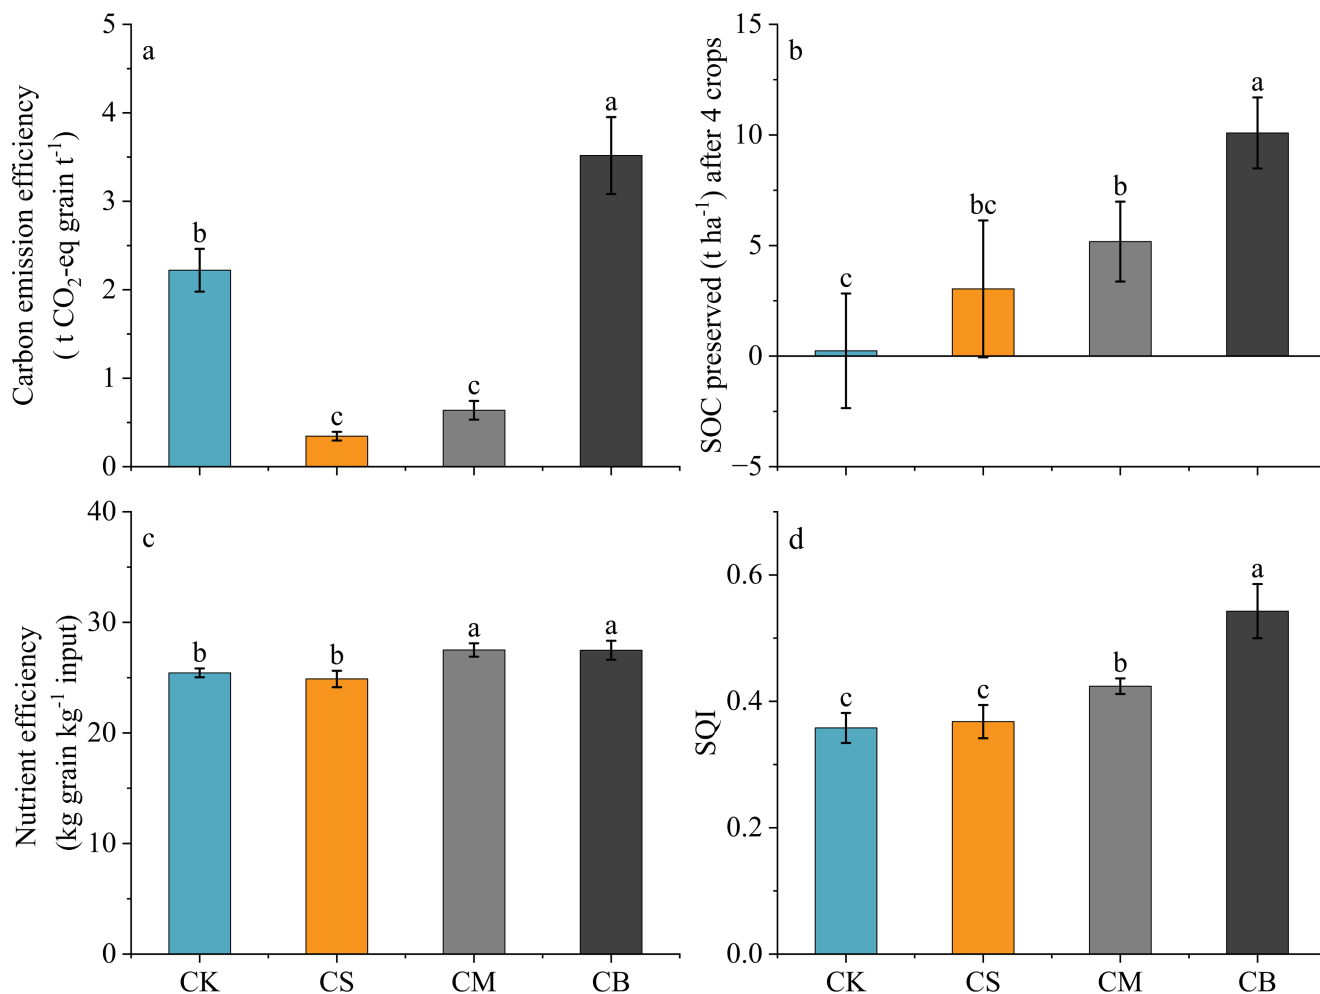 a
Carbon emission efficiency
( t CO₂-eq grain t⁻¹)
5
4
3
2
1
0
b
c
c
a
b
SOC preserved (t ha⁻¹) after 4 crops
15
10
5
0
−5
c
bc
b
a
c
Nutrient efficiency
(kg grain kg⁻¹ input)
40
30
20
10
0
b
b
a
a
CK CS CM CB
d
SQI
0.6
0.4
0.2
0.0
c
c
b
a
CK CS CM CB